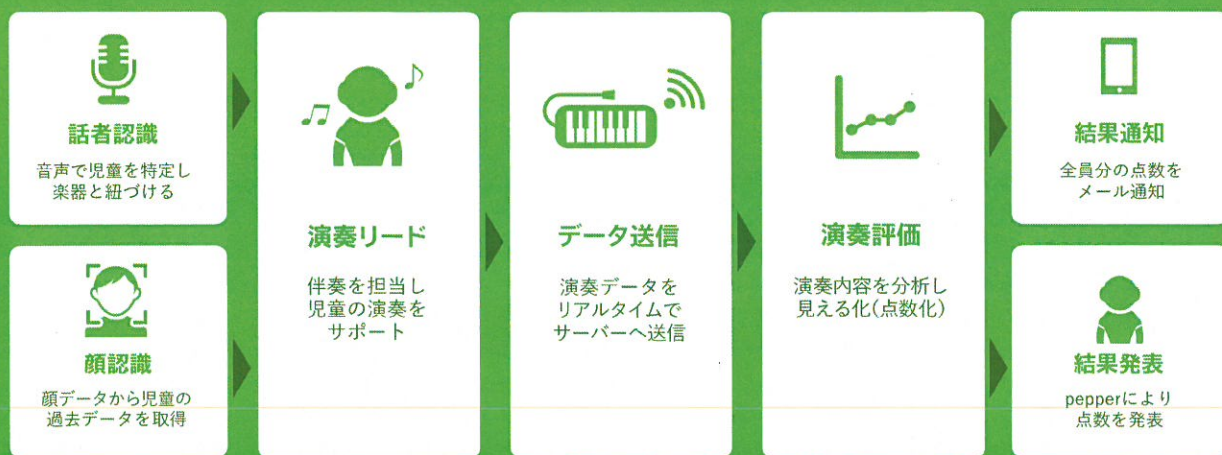 話者認識
音声で児童を特定し
楽器と紐づける
顔認識
顔データから児童の
過去データを取得
演奏リード
伴奏を担当し
児童の演奏を
サポート
データ送信
演奏データを
リアルタイムで
サーバーへ送信
演奏評価
演奏内容を分析し
見える化(点数化)
結果通知
全員分の点数を
メール通知
結果発表
pepperにより
点数を発表